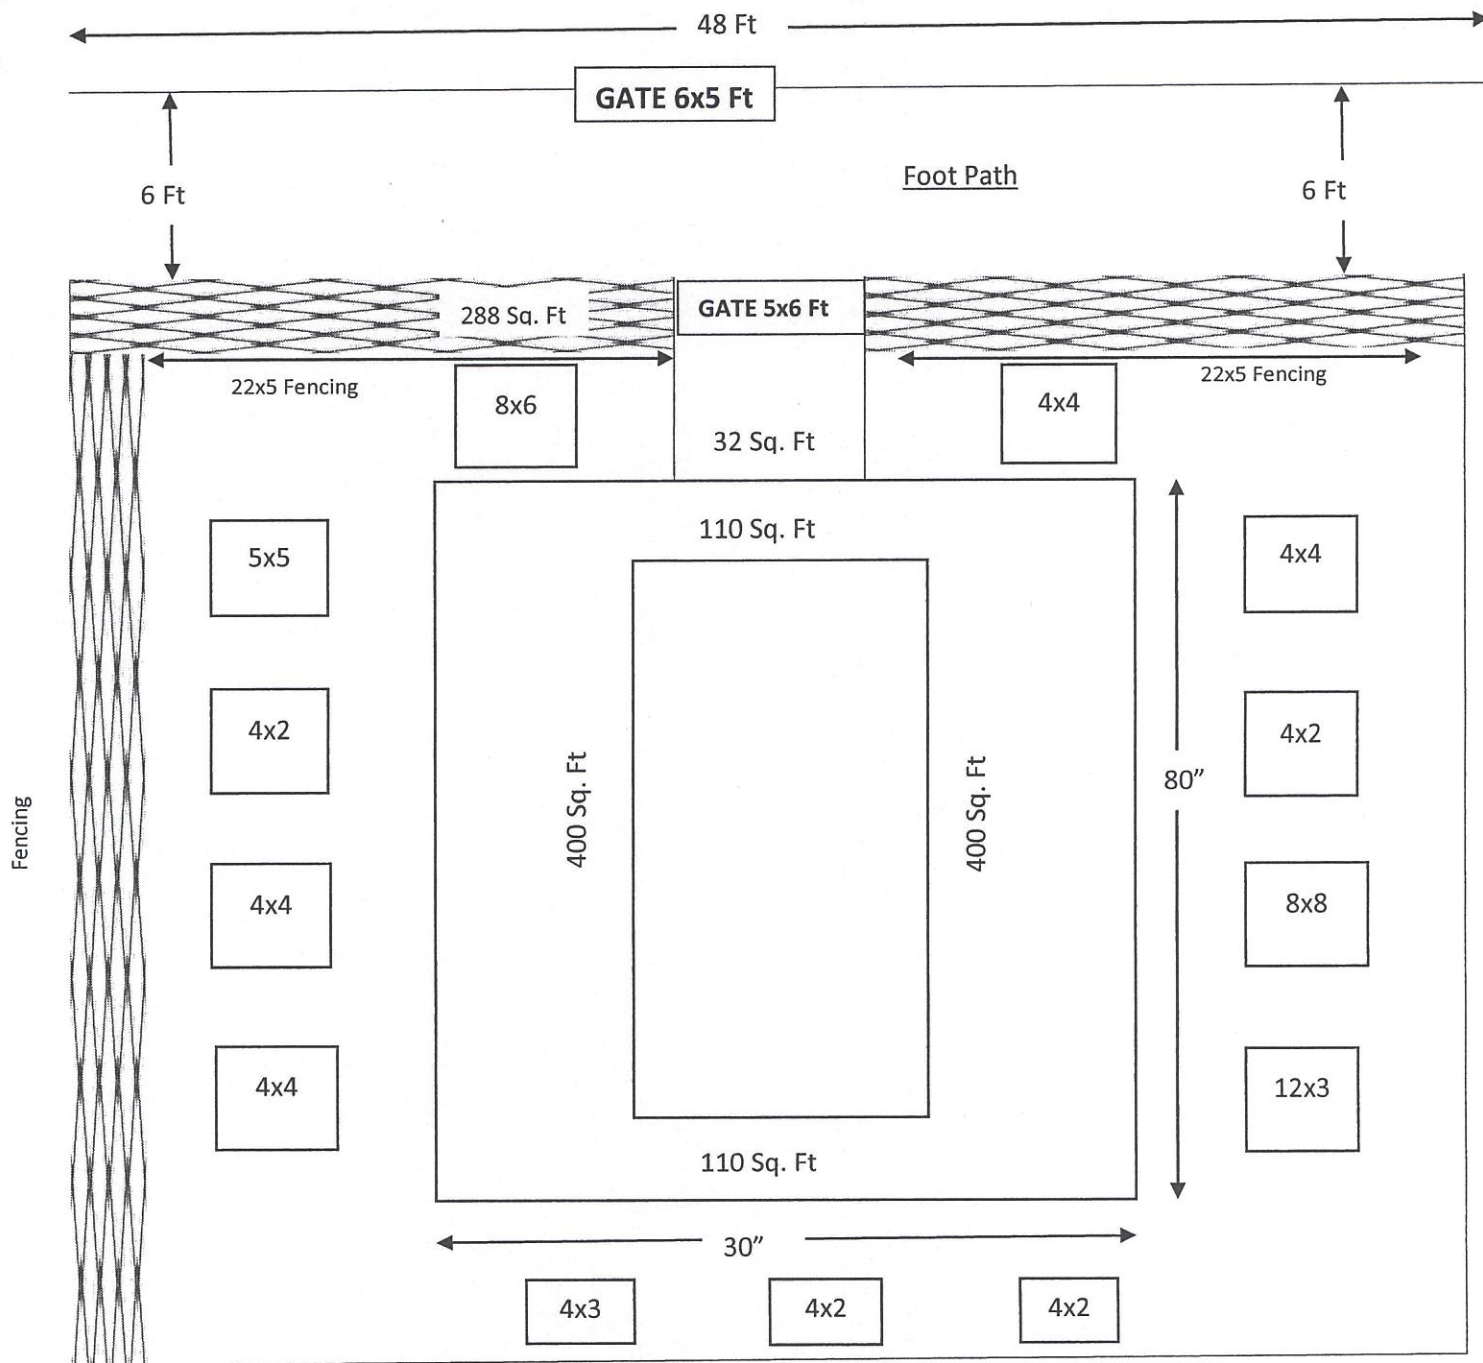 48 Ft
GATE 6x5 Ft
Foot Path
6 Ft
6 Ft
288 Sq. Ft
GATE 5x6 Ft
22x5 Fencing
22x5 Fencing
8x6
4x4
32 Sq. Ft
110 Sq. Ft
5x5
4x4
4x2
4x2
400 Sq. Ft
400 Sq. Ft
80”
Fencing
4x4
8x8
4x4
12x3
110 Sq. Ft
30”
4x3
4x2
4x2